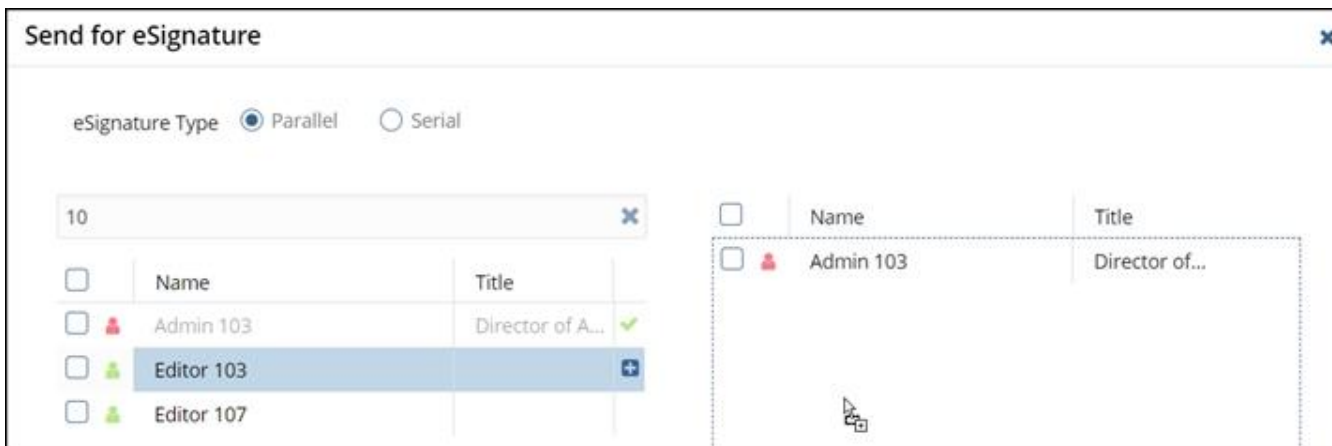 Send for eSignature
eSignature Type Parallel Serial
10
Name Title
Admin 103 Director of A...
Editor 103
Editor 107
Name Title
Admin 103 Director of...